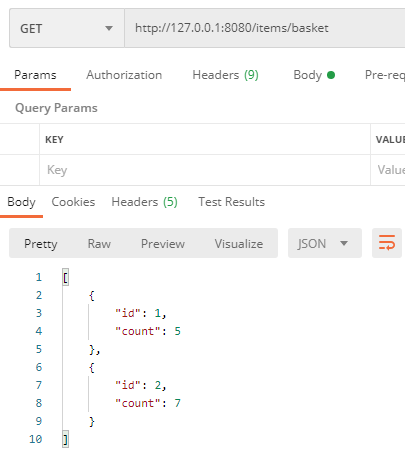 GET http://127.0.0.1:8080/items/basket
Params Authorization Headers (9) Body Pre-req
Query Params
KEY VALUE
Key Value
Body Cookies Headers (5) Test Results
Pretty Raw Preview Visualize JSON
1 [
2 {
3 "id": 1,
4 "count": 5
5 },
6 {
7 "id": 2,
8 "count": 7
9 }
10 ]